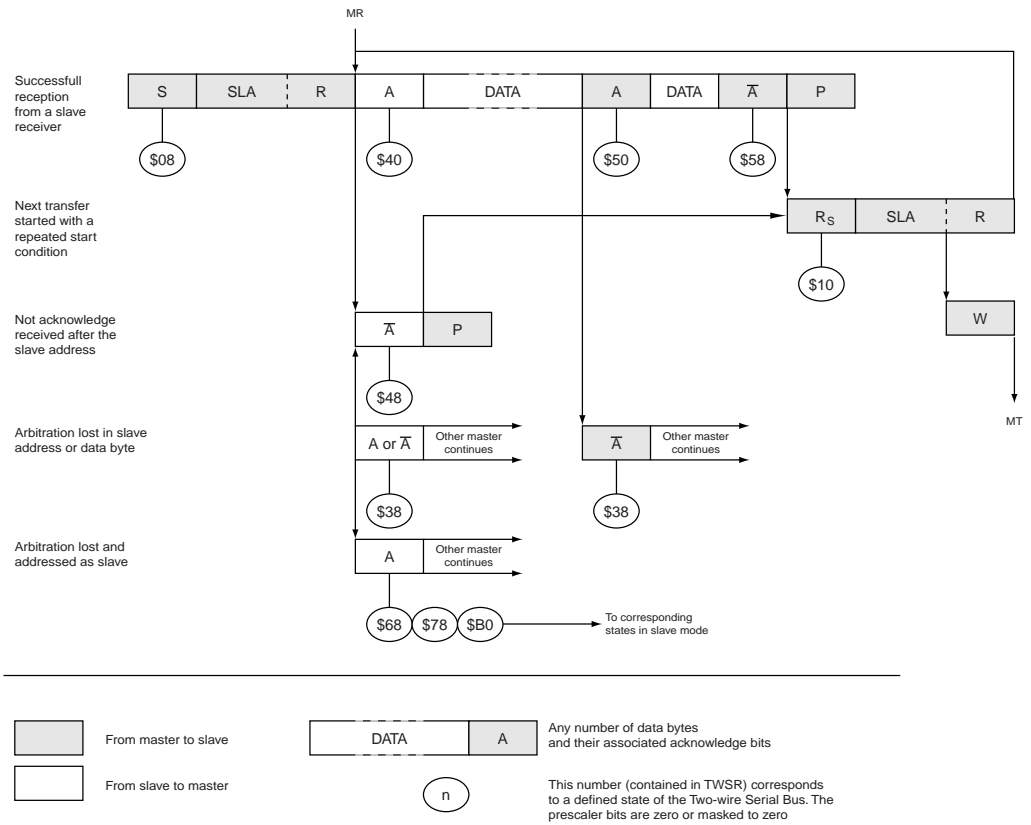 MR
Successfull
reception
from a slave
receiver
S SLA R A DATA A DATA A̅ P
$08 $40 $50 $58
Next transfer
started with a
repeated start
condition
RS SLA R
$10
Not acknowledge
received after the
slave address
A̅ P
W
$48
MT
Arbitration lost in slave
address or data byte
A or A̅
Other master
continues
A̅
Other master
continues
$38 $38
Arbitration lost and
addressed as slave
A
Other master
continues
$68 $78 $B0
To corresponding
states in slave mode
From master to slave
DATA A
Any number of data bytes
and their associated acknowledge bits
From slave to master
n
This number (contained in TWSR) corresponds
to a defined state of the Two-wire Serial Bus. The
prescaler bits are zero or masked to zero